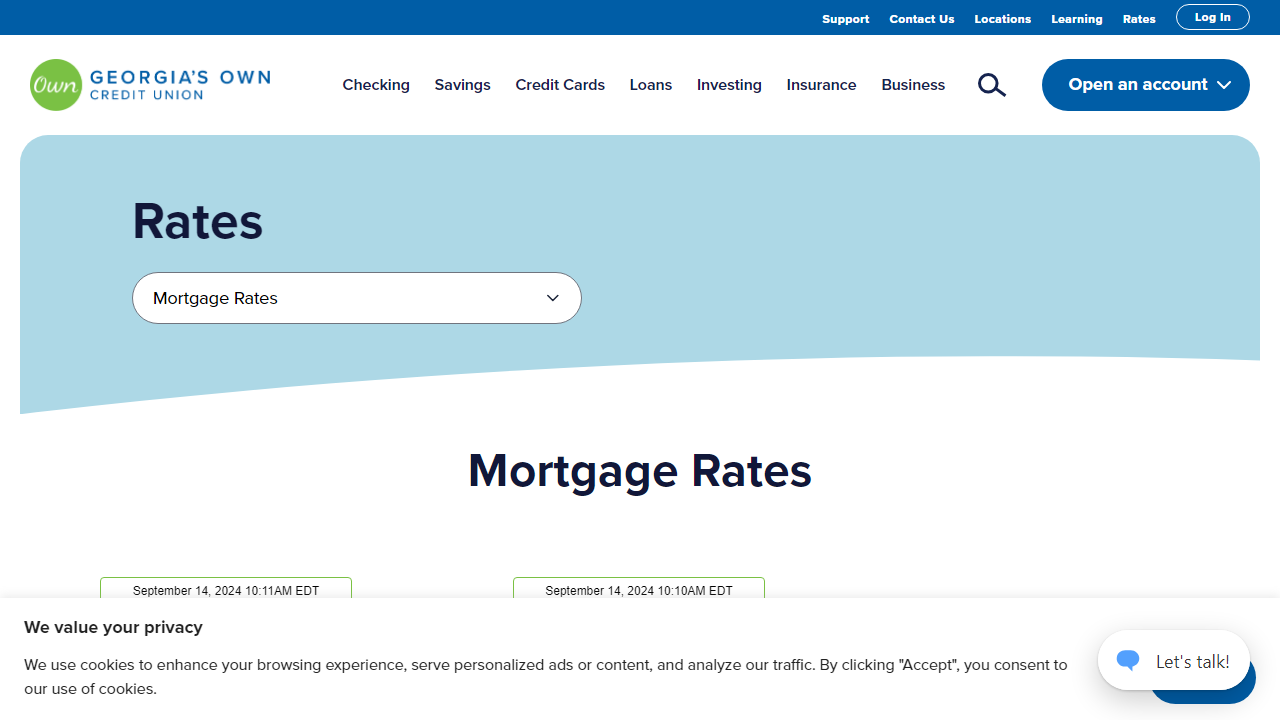 Support Contact Us Locations Learning Rates Log In
Own GEORGIA'S OWN
CREDIT UNION
Checking Savings Credit Cards Loans Investing Insurance Business Open an account
Rates
Mortgage Rates
Mortgage Rates
September 14, 2024 10:11AM EDT September 14, 2024 10:10AM EDT
We value your privacy
We use cookies to enhance your browsing experience, serve personalized ads or content, and analyze our traffic. By clicking "Accept", you consent to
our use of cookies.
Let's talk!